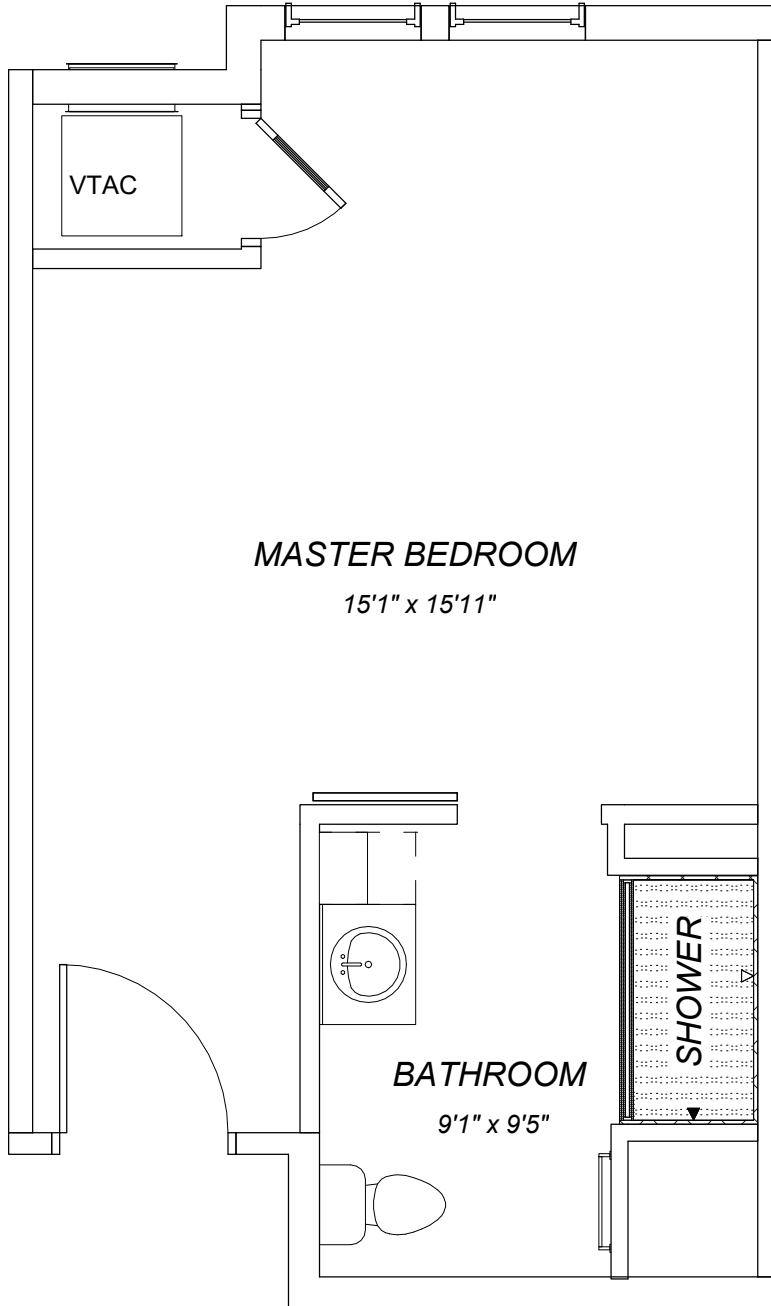 VTAC
MASTER BEDROOM
15'1" x 15'11"
SHOWER
BATHROOM
9'1" x 9'5"